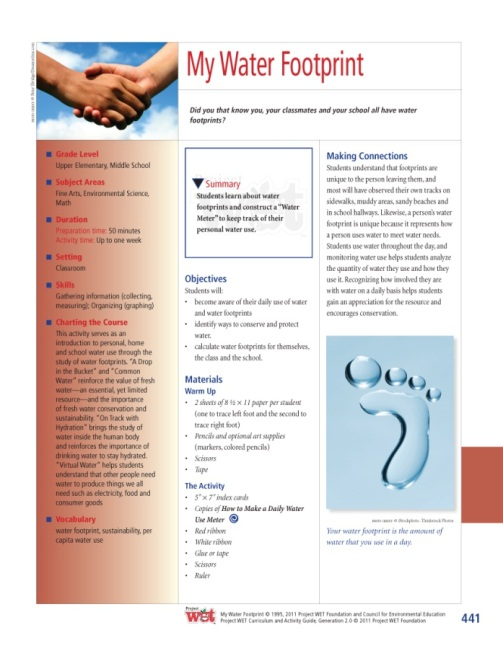 My Water Footprint
Did you that know you, your classmates and your school all have water
footprints?
Grade Level
Upper Elementary, Middle School
Subject Areas
Fine Arts, Environmental Science,
Math
Duration
Preparation time: 50 minutes
Activity time: Up to one week
Setting
Classroom
Skills
Gathering information (collecting,
measuring); Organizing (graphing)
Charting the Course
This activity serves as an
introduction to personal, home
and school water use through the
study of water footprints. "A Drop
in the Bucket" and "Common
Water" reinforce the value of fresh
water—an essential, yet limited
resource—and the importance
of fresh water conservation and
sustainability. "On Track with
Hydration" brings the study of
water inside the human body
and reinforces the importance of
drinking water to stay hydrated.
"Virtual Water" helps students
understand that other people need
water to produce things we all
need such as electricity, food and
consumer goods
Vocabulary
water footprint, sustainability, per
capita water use
Summary
Students learn about water
footprints and construct a "Water
Meter" to keep track of their
personal water use.
Objectives
Students will:
• become aware of their daily use of water
and water footprints
• identify ways to conserve and protect
water.
• calculate water footprints for themselves,
the class and the school.
Materials
Warm Up
• 2 sheets of 8 ½ × 11 paper per student
(one to trace left foot and the second to
trace right foot)
• Pencils and optional art supplies
(markers, colored pencils)
• Scissors
• Tape
The Activity
• 5" × 7" index cards
• Copies of How to Make a Daily Water
Use Meter
• Red ribbon
• White ribbon
• Glue or tape
• Scissors
• Ruler
Making Connections
Students understand that footprints are
unique to the person leaving them, and
most will have observed their own tracks on
sidewalks, muddy areas, sandy beaches and
in school hallways. Likewise, a person's water
footprint is unique because it represents how
a person uses water to meet water needs.
Students use water throughout the day, and
monitoring water use helps students analyze
the quantity of water they use and how they
use it. Recognizing how involved they are
with water on a daily basis helps students
gain an appreciation for the resource and
encourages conservation.
Your water footprint is the amount of
water that you use in a day.
Project
wet
My Water Footprint © 1995, 2011 Project WET Foundation and Council for Environmental Education
Project WET Curriculum and Activity Guide, Generation 2.0 © 2011 Project WET Foundation
441